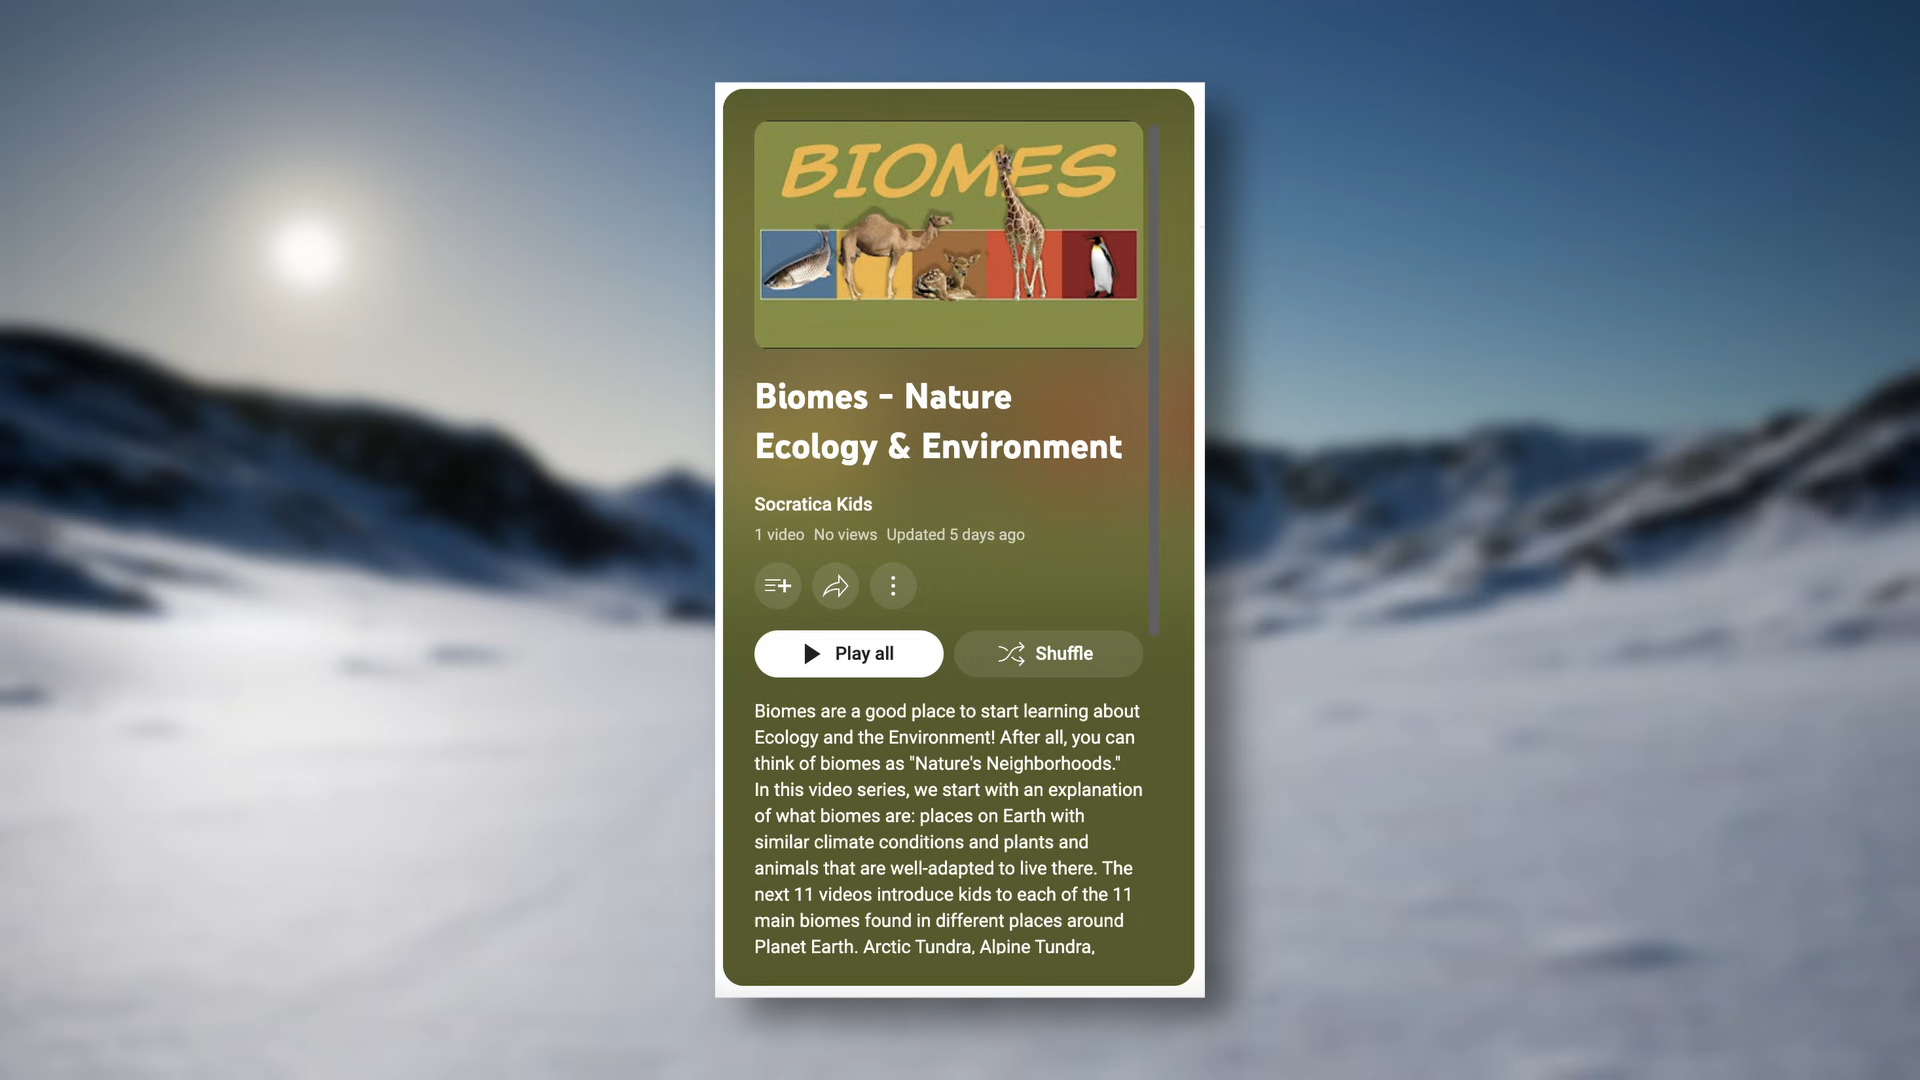 BIOMES
Biomes - Nature
Ecology & Environment
Socratica Kids
1 video No views Updated 5 days ago
Play all
Shuffle
Biomes are a good place to start learning about
Ecology and the Environment! After all, you can
think of biomes as "Nature's Neighborhoods."
In this video series, we start with an explanation
of what biomes are: places on Earth with
similar climate conditions and plants and
animals that are well-adapted to live there. The
next 11 videos introduce kids to each of the 11
main biomes found in different places around
Planet Earth. Arctic Tundra, Alpine Tundra,